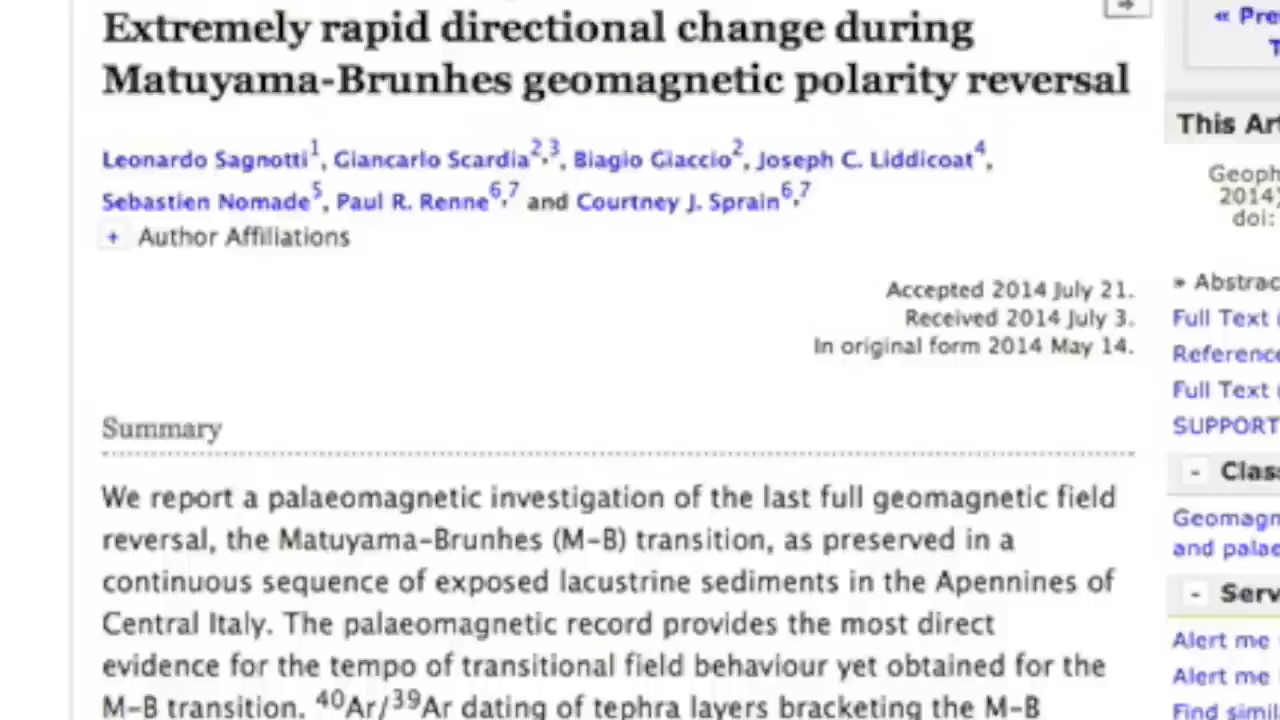 Extremely rapid directional change during
Matuyama-Brunhes geomagnetic polarity reversal
Leonardo Sagnotti1, Giancarlo Scardia2,3, Biagio Giaccio2, Joseph C. Liddicoat4,
Sebastien Nomade5, Paul R. Renne6,7 and Courtney J. Sprain6,7
+ Author Affiliations
Accepted 2014 July 21.
Received 2014 July 3.
In original form 2014 May 14.
Summary
We report a palaeomagnetic investigation of the last full geomagnetic field
reversal, the Matuyama-Brunhes (M-B) transition, as preserved in a
continuous sequence of exposed lacustrine sediments in the Apennines of
Central Italy. The palaeomagnetic record provides the most direct
evidence for the tempo of transitional field behaviour yet obtained for the
M-B transition. 40Ar/39Ar dating of tephra layers bracketing the M-B
« Pre
T
This Ar
Geoph
2014
doi:
» Abstrac
Full Text
Reference
Full Text
SUPPORT
- Clas
Geomagn
and palae
- Serv
Alert me
Alert me
Find simil